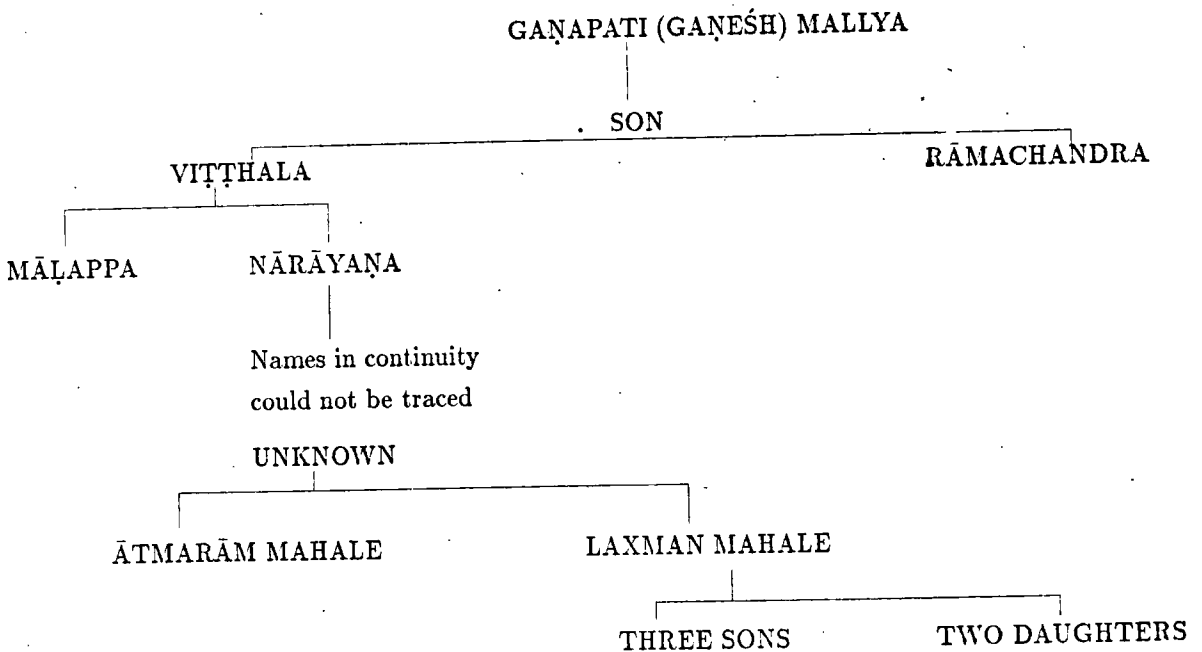 GAṆAPATI (GAṆEŚH) MALLYA
SON
VIṬṬHALA
RĀMACHANDRA
MĀḶAPPA
NĀRĀYAṆA
Names in continuity
could not be traced
UNKNOWN
ĀTMARĀM MAHALE
LAXMAN MAHALE
THREE SONS
TWO DAUGHTERS